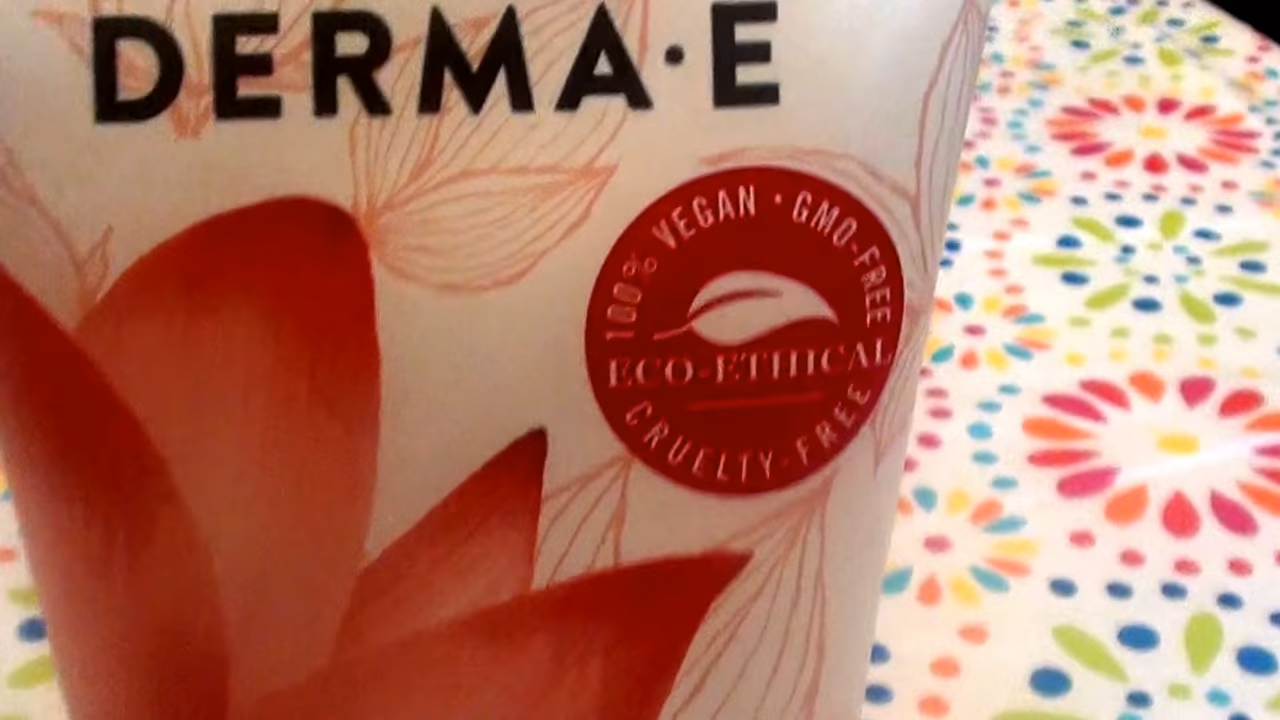 DERMA·E
100% VEGAN · GMO-FREE
ECO-ETHICAL
CRUELTY-FREE